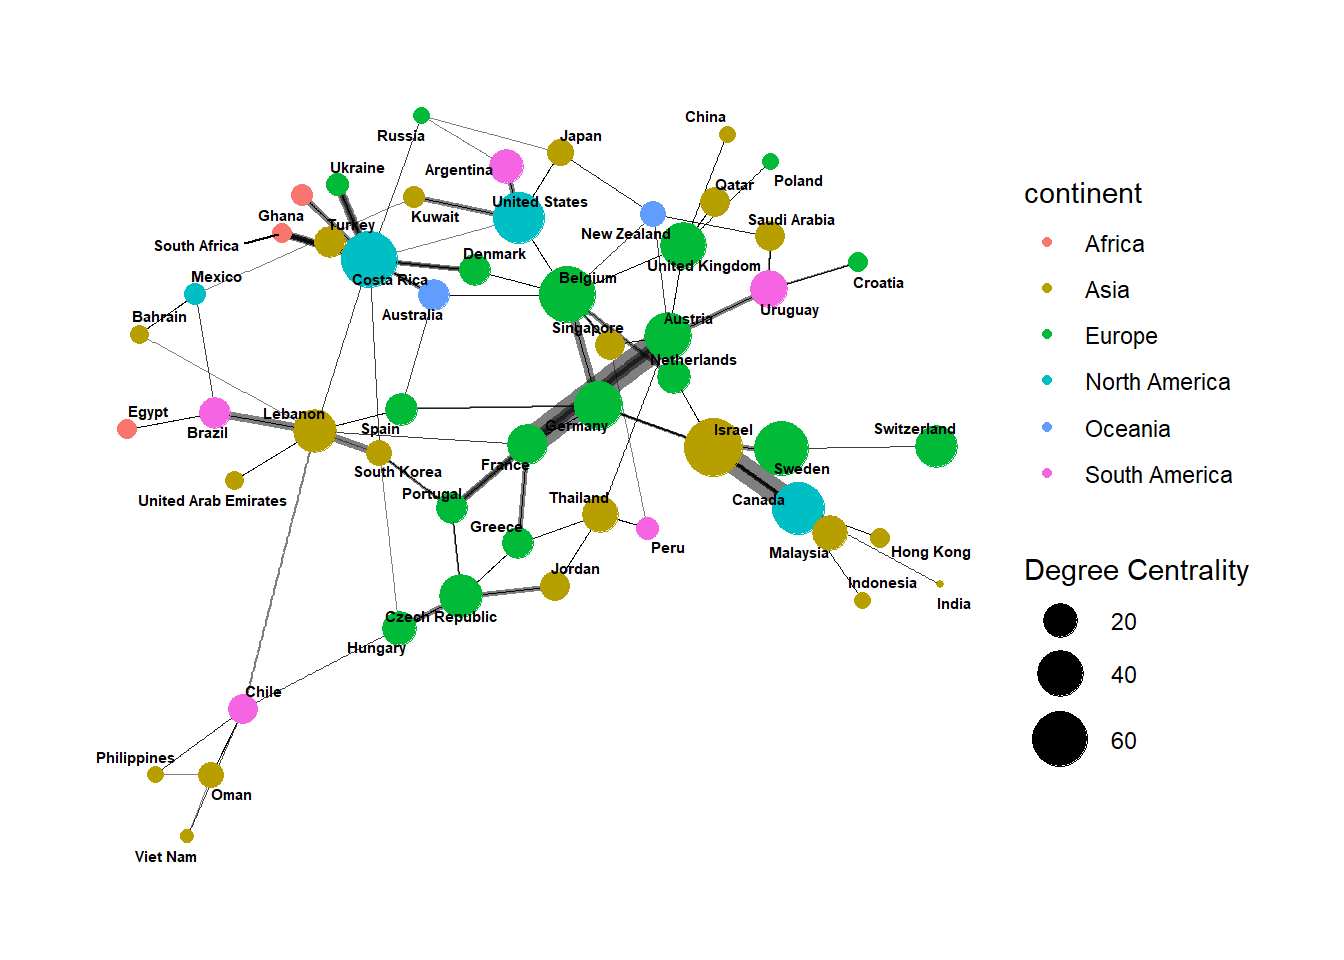 China
Russia
Japan
Ukraine
Argentina
Poland
Qatar
United States
Ghana
Kuwait
Saudi Arabia
Turkey
New Zealand
South Africa
Denmark
United Kingdom
Mexico
Costa Rica
Belgium
Croatia
Uruguay
Bahrain
Australia
Singapore
Austria
Netherlands
Egypt
Lebanon
Brazil
Spain
Germany
Israel
Switzerland
France
South Korea
Sweden
United Arab Emirates
Portugal
Thailand
Canada
Greece
Peru
Malaysia
Hong Kong
Jordan
Indonesia
India
Czech Republic
Hungary
Chile
Philippines
Oman
Viet Nam
continent
Africa
Asia
Europe
North America
Oceania
South America
Degree Centrality
20
40
60